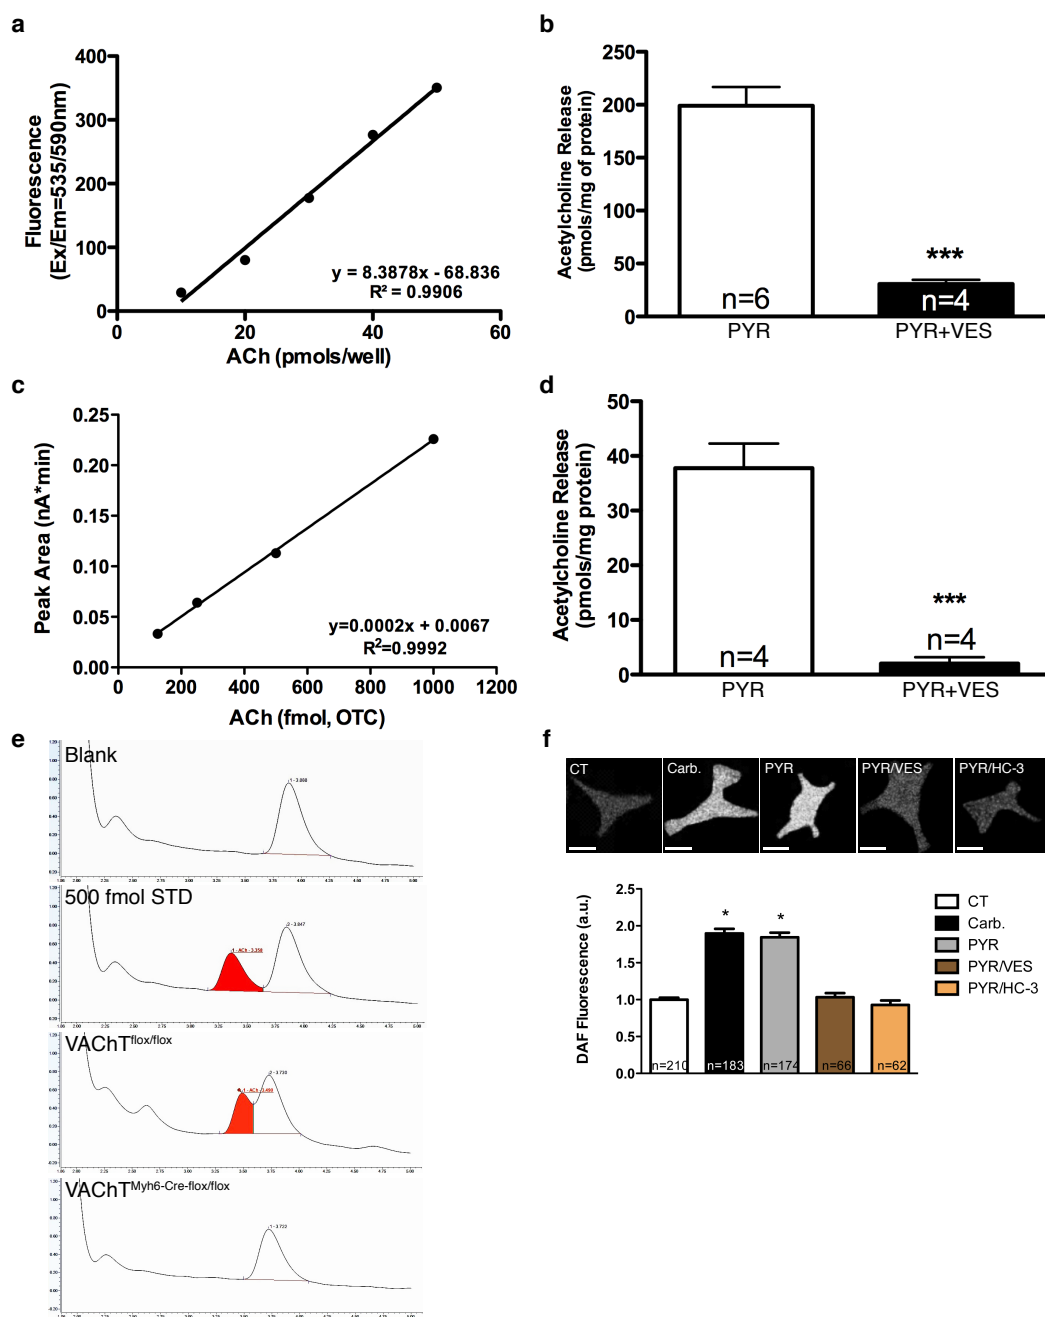 a
400
300
200
100
0
Fluorescence
(Ex/Em=535/590nm)
y = 8.3878x - 68.836
R² = 0.9906
0 20 40 60
ACh (pmols/well)
b
250
200
150
100
50
0
Acetylcholine Release
(pmols/mg of protein)
***
n=6 n=4
PYR PYR+VES
c
0.25
0.20
0.15
0.10
0.05
0.00
Peak Area (nA*min)
y=0.0002x + 0.0067
R²=0.9992
0 200 400 600 800 1000 1200
ACh (fmol, OTC)
d
50
40
30
20
10
0
Acetylcholine Release
(pmols/mg protein)
***
n=4 n=4
PYR PYR+VES
e
Blank
500 fmol STD
VAChTflox/flox
VAChTMyh6-Cre-flox/flox
f
CT Carb. PYR PYR/VES PYR/HC-3
2.5
2.0
1.5
1.0
0.5
0.0
DAF Fluorescence (a.u.)
* *
n=210 n=183 n=174 n=66 n=62
CT
Carb.
PYR
PYR/VES
PYR/HC-3